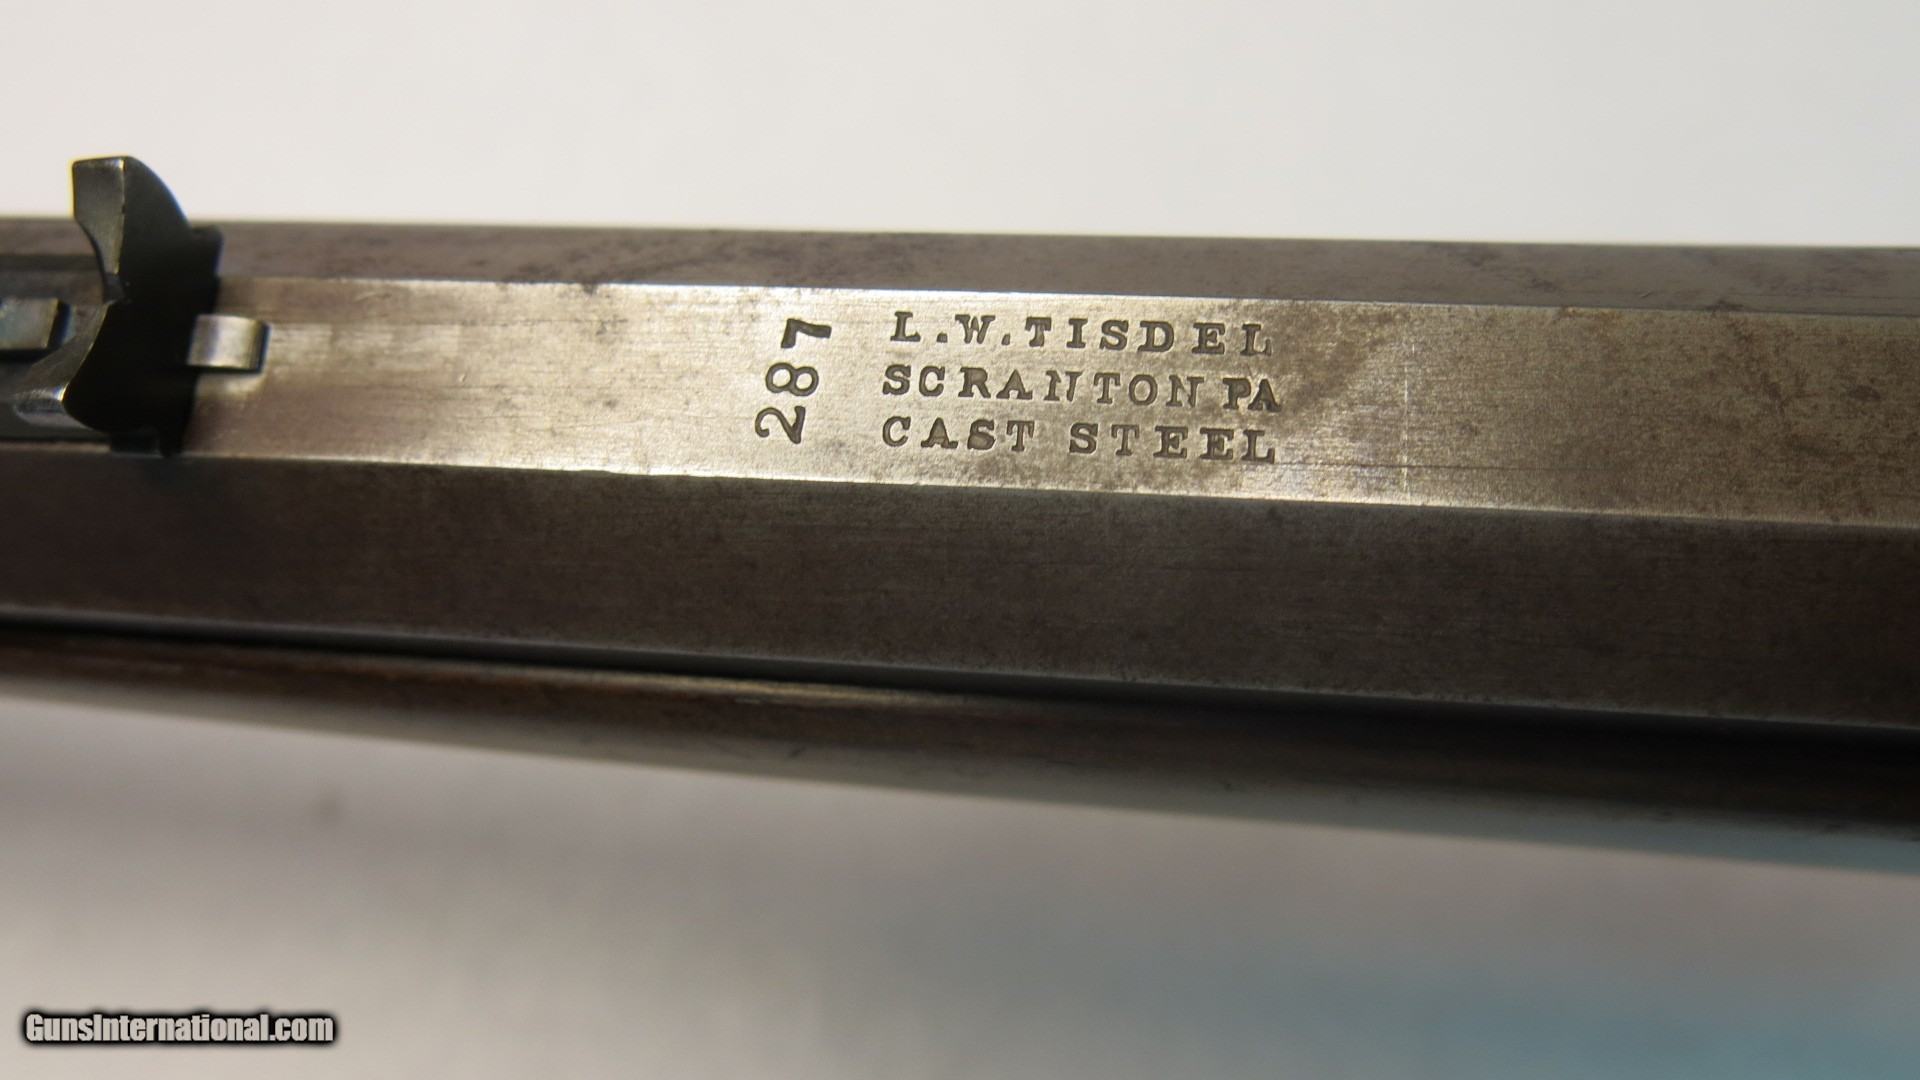 287
L.W.TISDEL
SCRANTON PA
CAST STEEL
GunsInternational.com